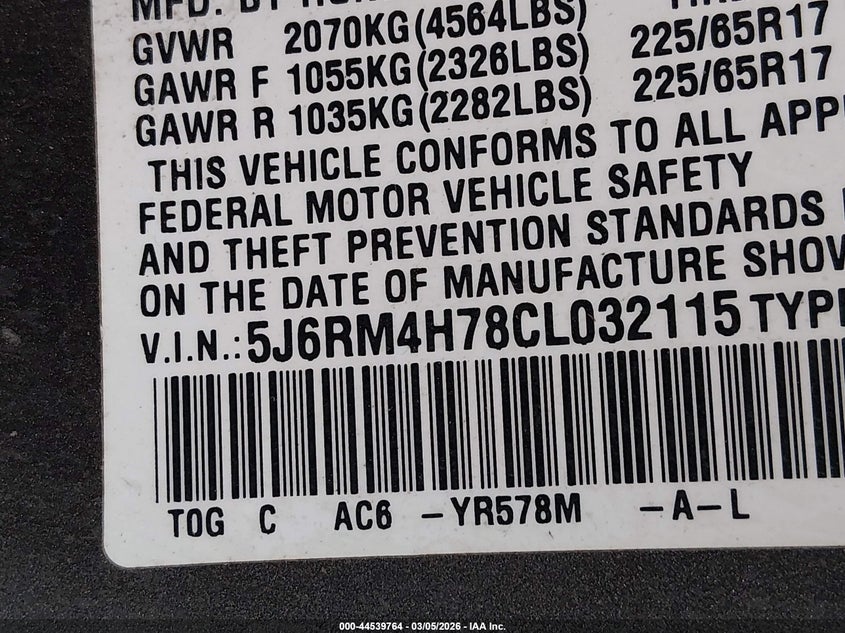 MFD. BY
GVWR 2070KG(4564LBS)
GAWR F 1055KG(2326LBS) 225/65R17
GAWR R 1035KG(2282LBS) 225/65R17
THIS VEHICLE CONFORMS TO ALL
FEDERAL MOTOR VEHICLE SAFETY
AND THEFT PREVENTION STANDARDS
ON THE DATE OF MANUFACTURE
V.I.N.:5J6RM4H78CL032115
TOG C AC6 -YR578M -A-L
000-44539764 - 03/05/2026 - IAA Inc.